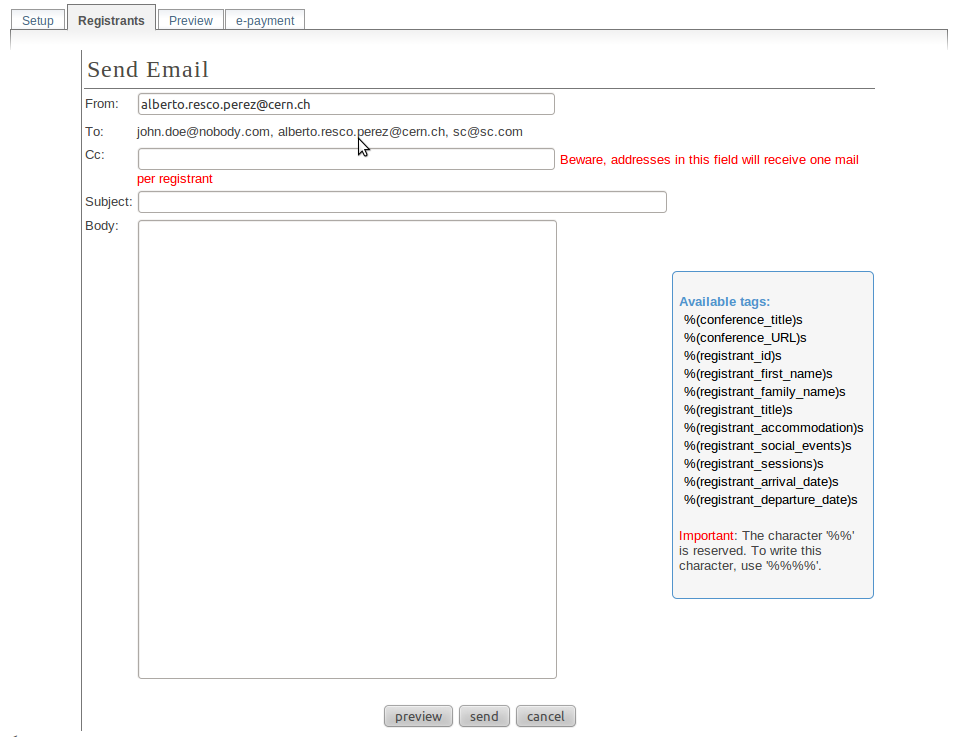 Setup Registrants Preview e-payment
Send Email
From: alberto.resco.perez@cern.ch
To: john.doe@nobody.com, alberto.resco.perez@cern.ch, sc@sc.com
Cc: Beware, addresses in this field will receive one mail
per registrant
Subject:
Body:
Available tags:
%(conference_title)s
%(conference_URL)s
%(registrant_id)s
%(registrant_first_name)s
%(registrant_family_name)s
%(registrant_title)s
%(registrant_accommodation)s
%(registrant_social_events)s
%(registrant_sessions)s
%(registrant_arrival_date)s
%(registrant_departure_date)s
Important: The character '%%'
is reserved. To write this
character, use '%%%%'.
preview send cancel